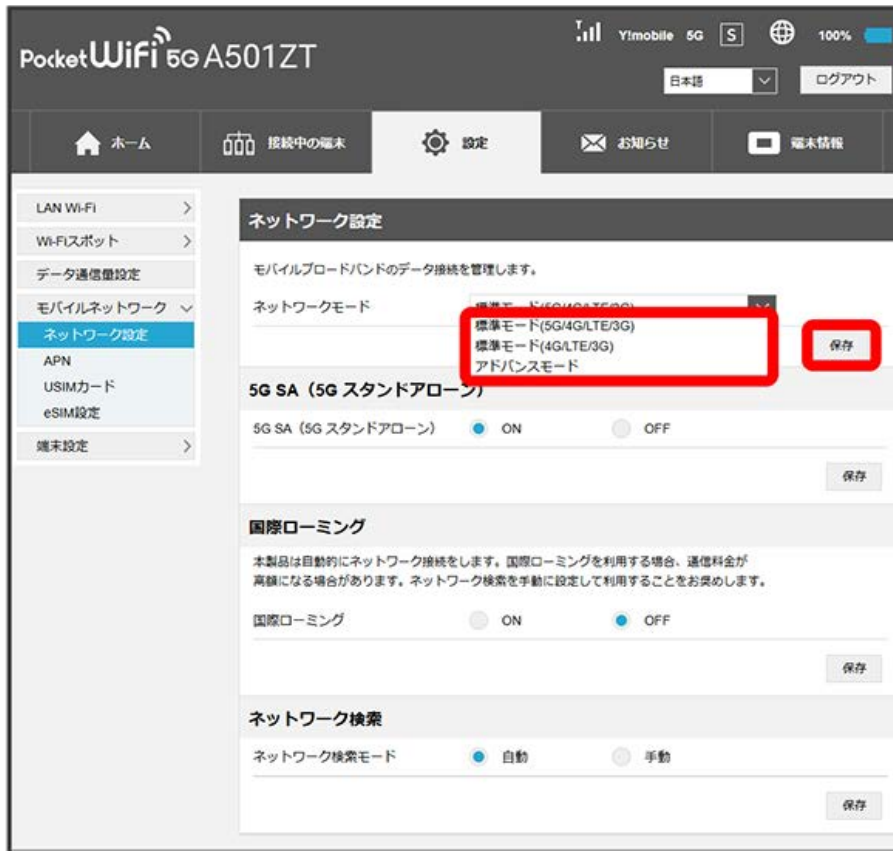 PocketWiFi 5G A501ZT
Y!mobile 5G S 100%
日本語 ログアウト
ホーム 接続中の端末 設定 お知らせ 端末情報
LAN Wi-Fi
Wi-Fiスポット
データ通信量設定
モバイルネットワーク
ネットワーク設定
APN
USIMカード
eSIM設定
端末設定
ネットワーク設定
モバイルブロードバンドのデータ接続を管理します。
ネットワークモード 標準モード(5G/4G/LTE/3G)
標準モード(5G/4G/LTE/3G)
標準モード(4G/LTE/3G)
アドバンスモード
保存
5G SA（5G スタンドアローン）
5G SA（5G スタンドアローン） ON OFF
保存
国際ローミング
本製品は自動的にネットワーク接続をします。国際ローミングを利用する場合、通信料金が
高額になる場合があります。ネットワーク検索を手動に設定して利用することをお奨めします。
国際ローミング ON OFF
保存
ネットワーク検索
ネットワーク検索モード 自動 手動
保存